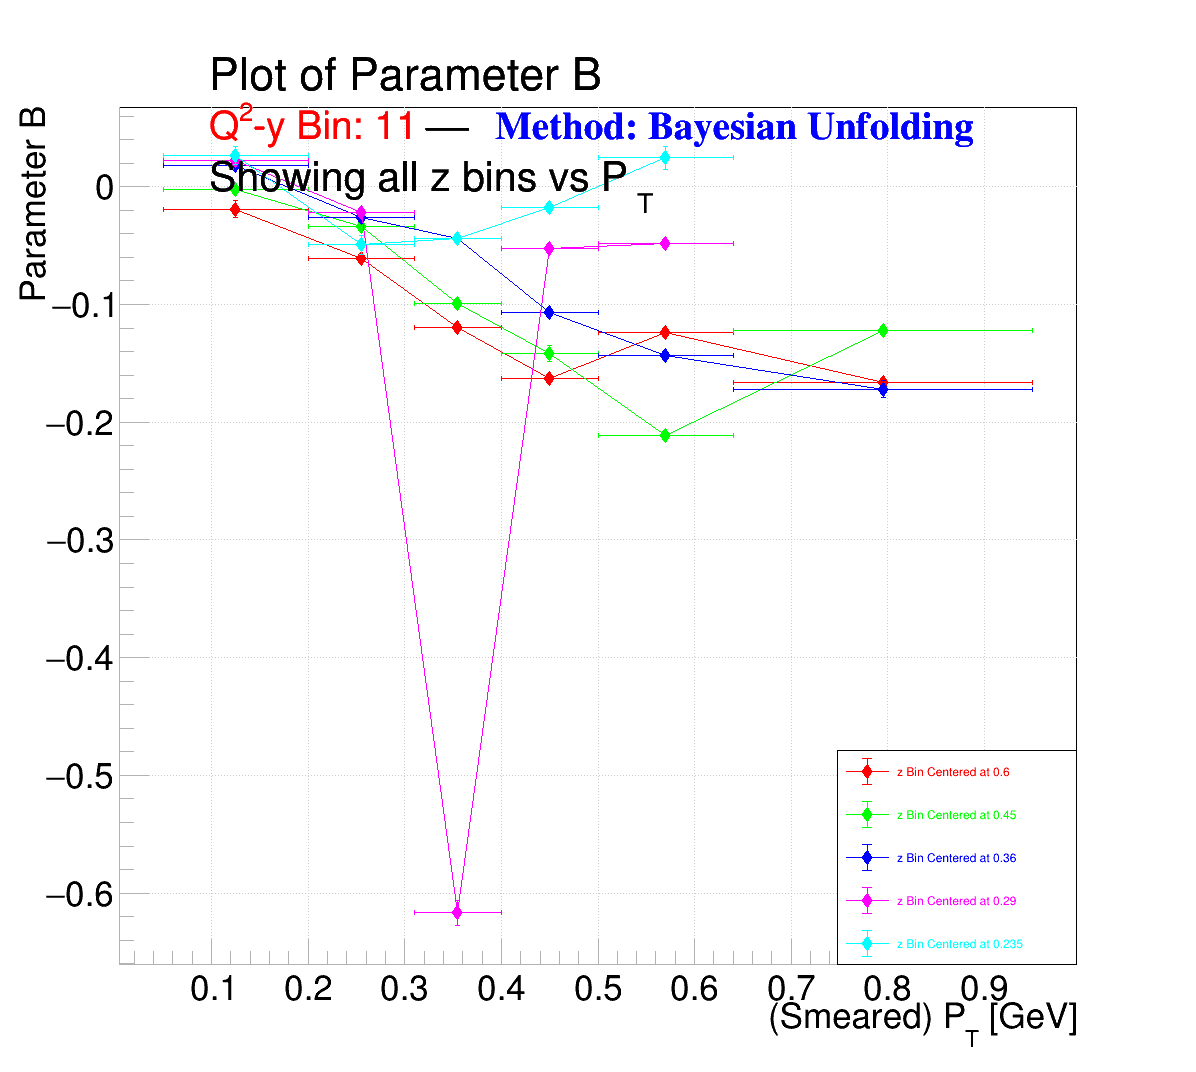 Plot of Parameter B
Q²-y Bin: 11 — Method: Bayesian Unfolding
Showing all z bins vs P_T
Parameter B
0
−0.1
−0.2
−0.3
−0.4
−0.5
−0.6
z Bin Centered at 0.6
z Bin Centered at 0.45
z Bin Centered at 0.36
z Bin Centered at 0.29
z Bin Centered at 0.235
0.1 0.2 0.3 0.4 0.5 0.6 0.7 0.8 0.9
(Smeared) P_T [GeV]